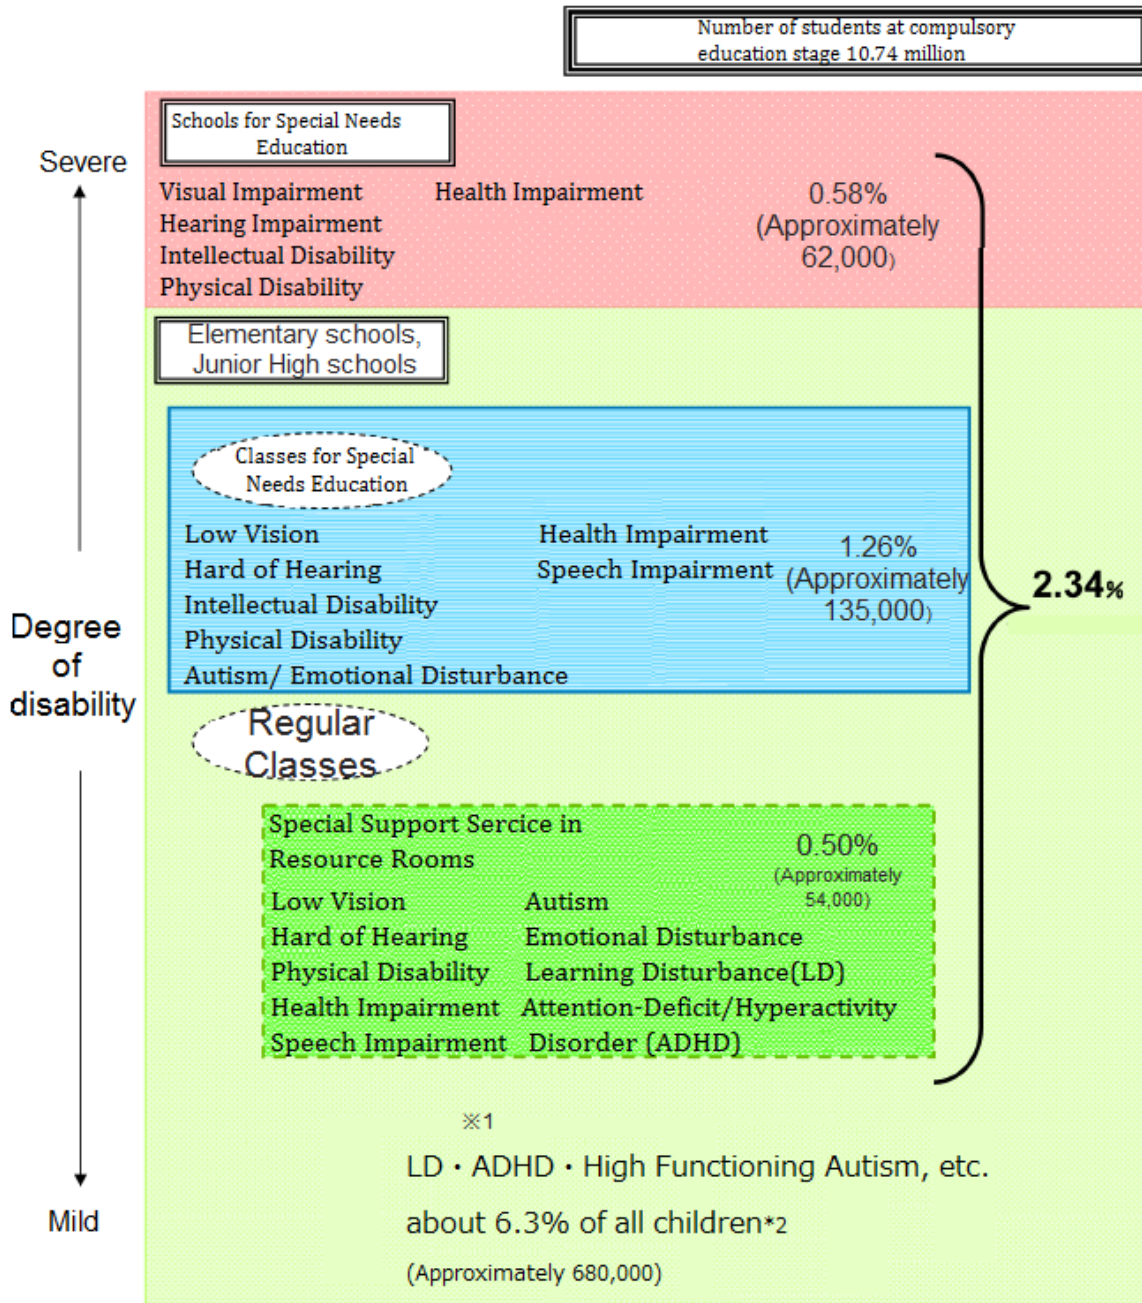 Number of students at compulsory
education stage 10.74 million
Schools for Special Needs
Education
Severe
Visual Impairment Health Impairment
Hearing Impairment
Intellectual Disability
Physical Disability
0.58%
(Approximately
62,000)
Elementary schools,
Junior High schools
Classes for Special
Needs Education
Low Vision Health Impairment
Hard of Hearing Speech Impairment
Intellectual Disability
Physical Disability
Autism/ Emotional Disturbance
1.26%
(Approximately
135,000)
2.34%
Degree
of
disability
Regular
Classes
Special Support Sercice in
Resource Rooms
0.50%
(Approximately
54,000)
Low Vision Autism
Hard of Hearing Emotional Disturbance
Physical Disability Learning Disturbance(LD)
Health Impairment Attention-Deficit/Hyperactivity
Speech Impairment Disorder (ADHD)
※1
LD・ADHD・High Functioning Autism, etc.
about 6.3% of all children*2
(Approximately 680,000)
Mild